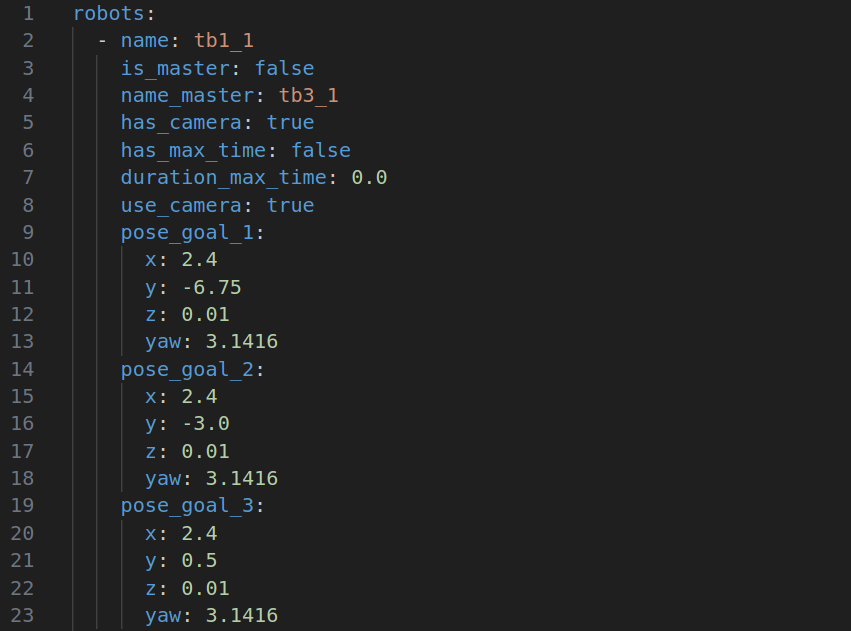 1 robots:
2   - name: tb1_1
3     is_master: false
4     name_master: tb3_1
5     has_camera: true
6     has_max_time: false
7     duration_max_time: 0.0
8     use_camera: true
9     pose_goal_1:
10       x: 2.4
11       y: -6.75
12       z: 0.01
13       yaw: 3.1416
14     pose_goal_2:
15       x: 2.4
16       y: -3.0
17       z: 0.01
18       yaw: 3.1416
19     pose_goal_3:
20       x: 2.4
21       y: 0.5
22       z: 0.01
23       yaw: 3.1416